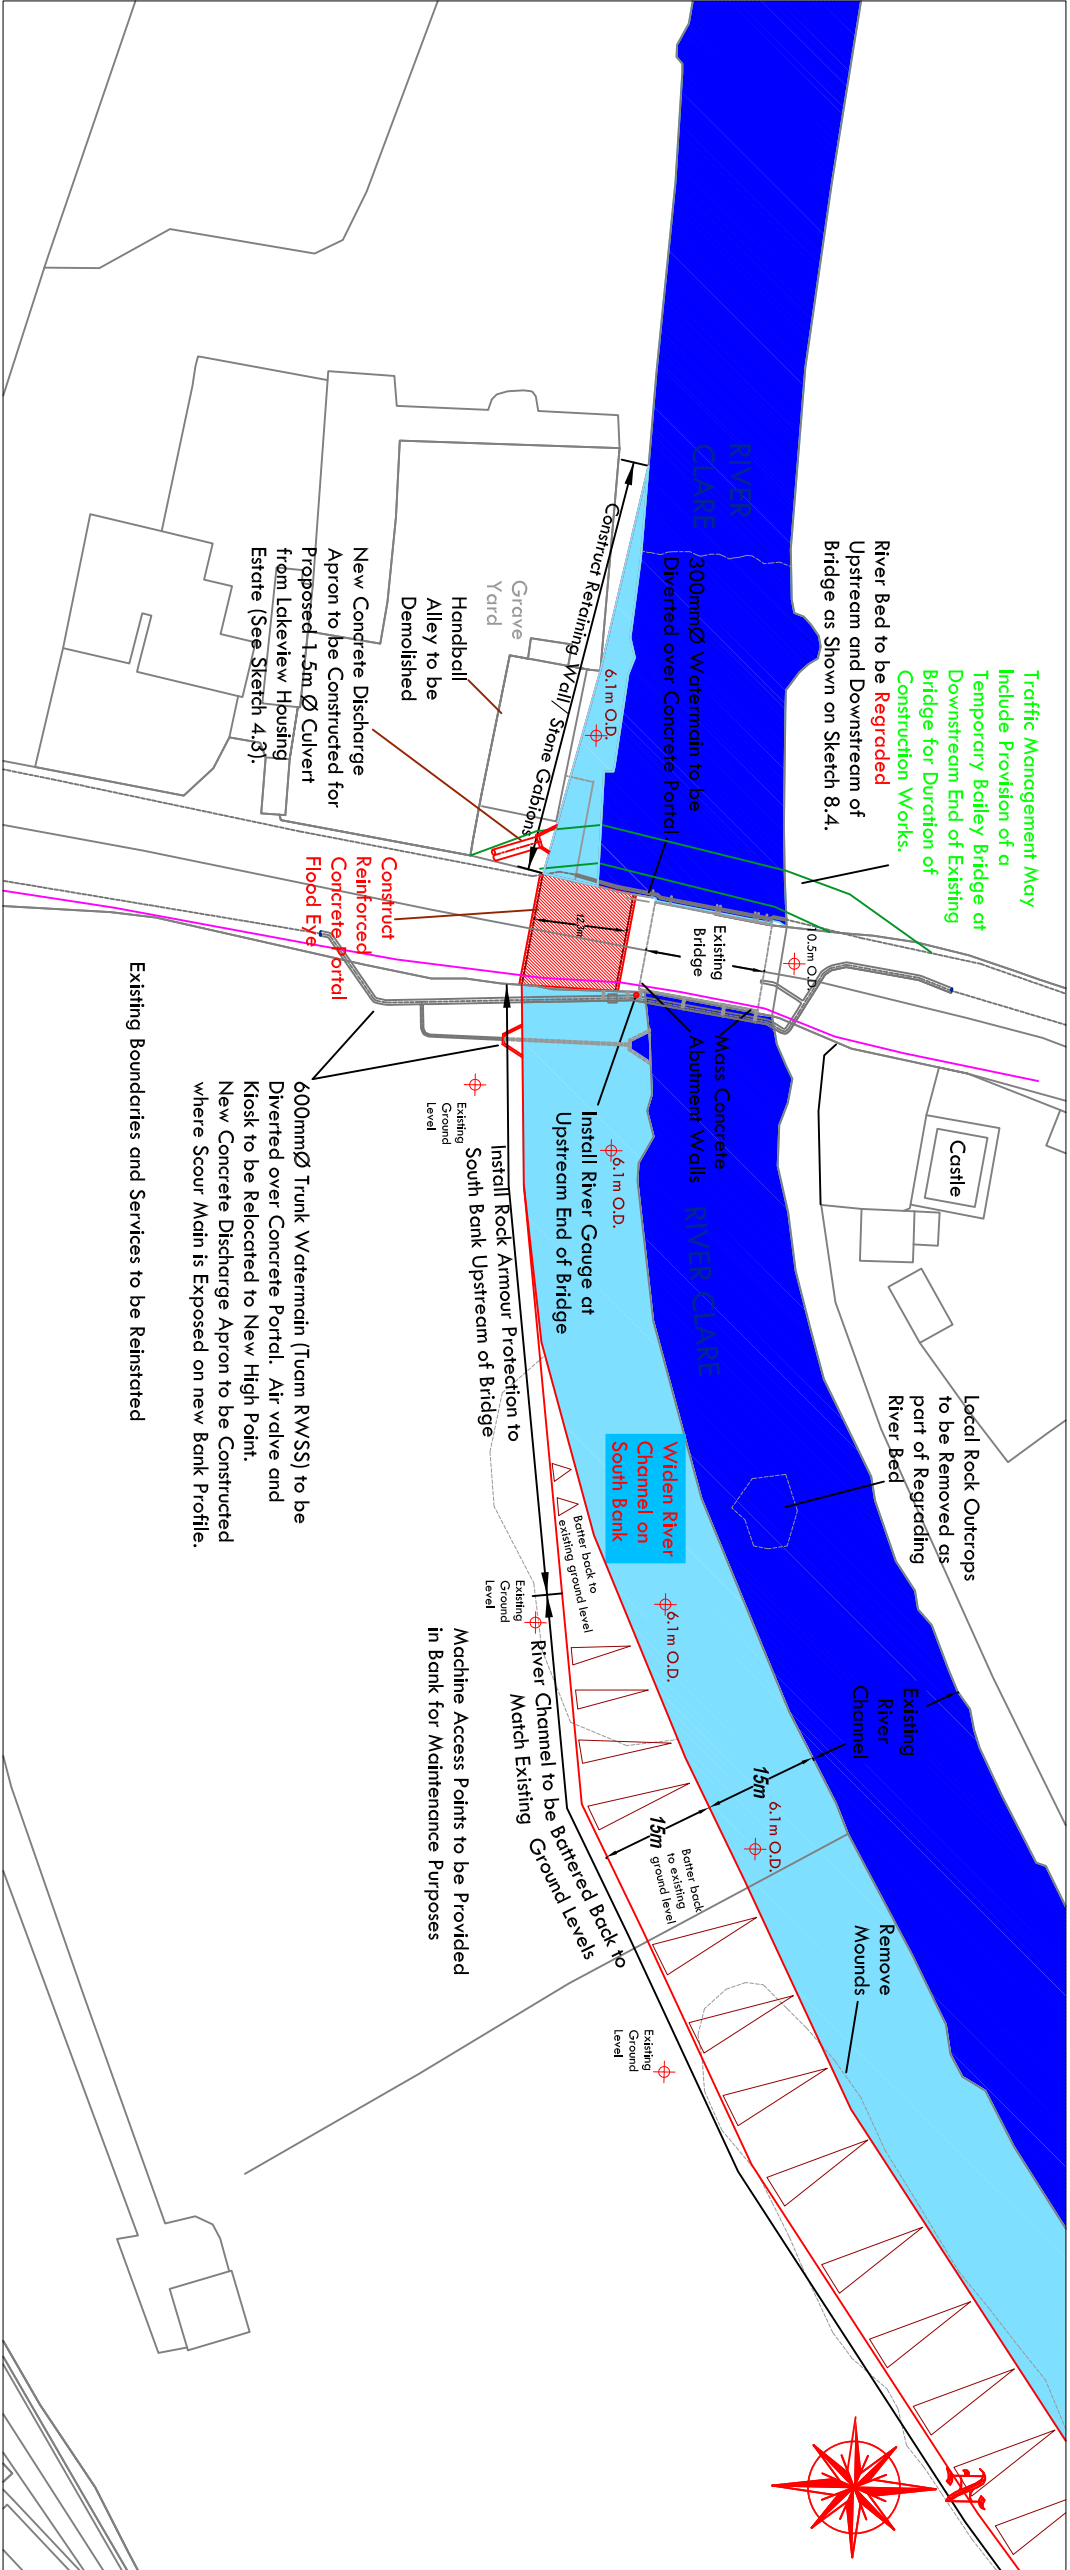 Traffic Management May
Include Provision of a
Temporary Bailey Bridge at
Downstream End of Existing
Bridge for Duration of
Construction Works.
River Bed to be Regraded
Upstream and Downstream of
Bridge as Shown on Sketch 8.4.
RIVER
CLARE
300mmØ Watermain to be
Diverted over Concrete Portal
Construct Retaining Wall/ Stone Gabions
6.1m O.D.
Grave
Yard
Handball
Alley to be
Demolished
New Concrete Discharge
Apron to be Constructed for
Proposed 1.5m Ø Culvert
from Lakeview Housing
Estate (See Sketch 4.3).
Construct
Reinforced
Concrete Portal
Flood Eye
12.3m
Existing
Bridge
10.5m O.D.
Castle
Mass Concrete
Abutment Walls
RIVER CLARE
Install River Gauge at
Upstream End of Bridge
6.1m O.D.
Existing
Ground
Level
Install Rock Armour Protection to
South Bank Upstream of Bridge
600mmØ Trunk Watermain (Tuam RWSS) to be
Diverted over Concrete Portal. Air valve and
Kiosk to be Relocated to New High Point.
New Concrete Discharge Apron to be Constructed
where Scour Main is Exposed on new Bank Profile.
Existing Boundaries and Services to be Reinstated
Local Rock Outcrops
to be Removed as
part of Regrading
River Bed
Widen River
Channel on
South Bank
Batter back to
existing ground level
Existing
Ground
Level
6.1m O.D.
Existing
River
Channel
15m
6.1m O.D.
15m
Batter back
to existing
ground level
River Channel to be Battered Back to
Match Existing Ground Levels
Machine Access Points to be Provided
in Bank for Maintenance Purposes
Remove
Mounds
Existing
Ground
Level
N